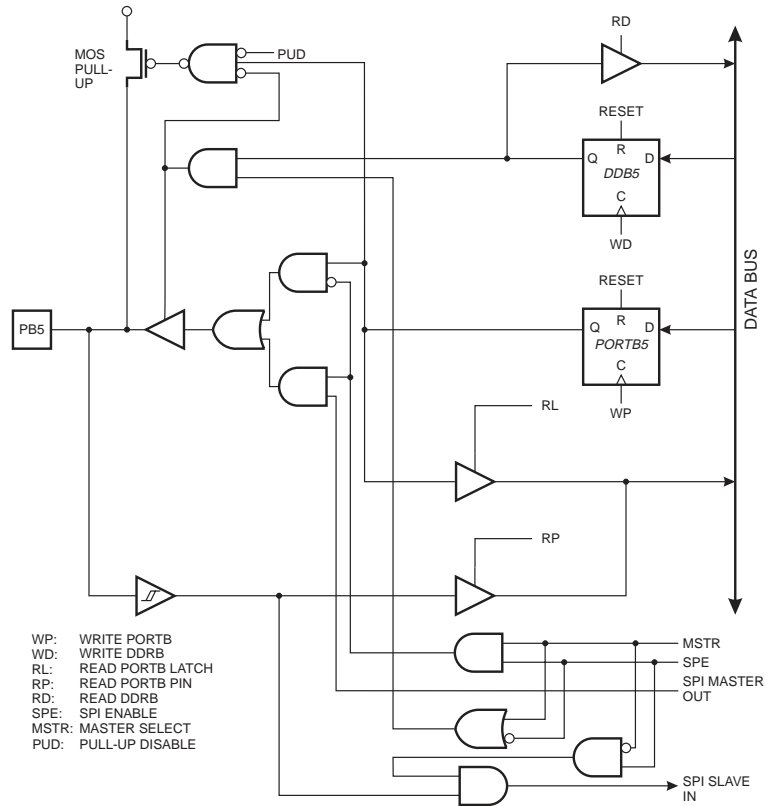 RD
MOS
PULL-
UP
PUD
RESET
R
Q
D
DDB5
C
WD
DATA BUS
RESET
R
Q
D
PORTB5
C
WP
PB5
RL
RP
WP: WRITE PORTB
WD: WRITE DDRB
RL: READ PORTB LATCH
RP: READ PORTB PIN
RD: READ DDRB
SPE: SPI ENABLE
MSTR: MASTER SELECT
PUD: PULL-UP DISABLE
MSTR
SPE
SPI MASTER
OUT
SPI SLAVE
IN